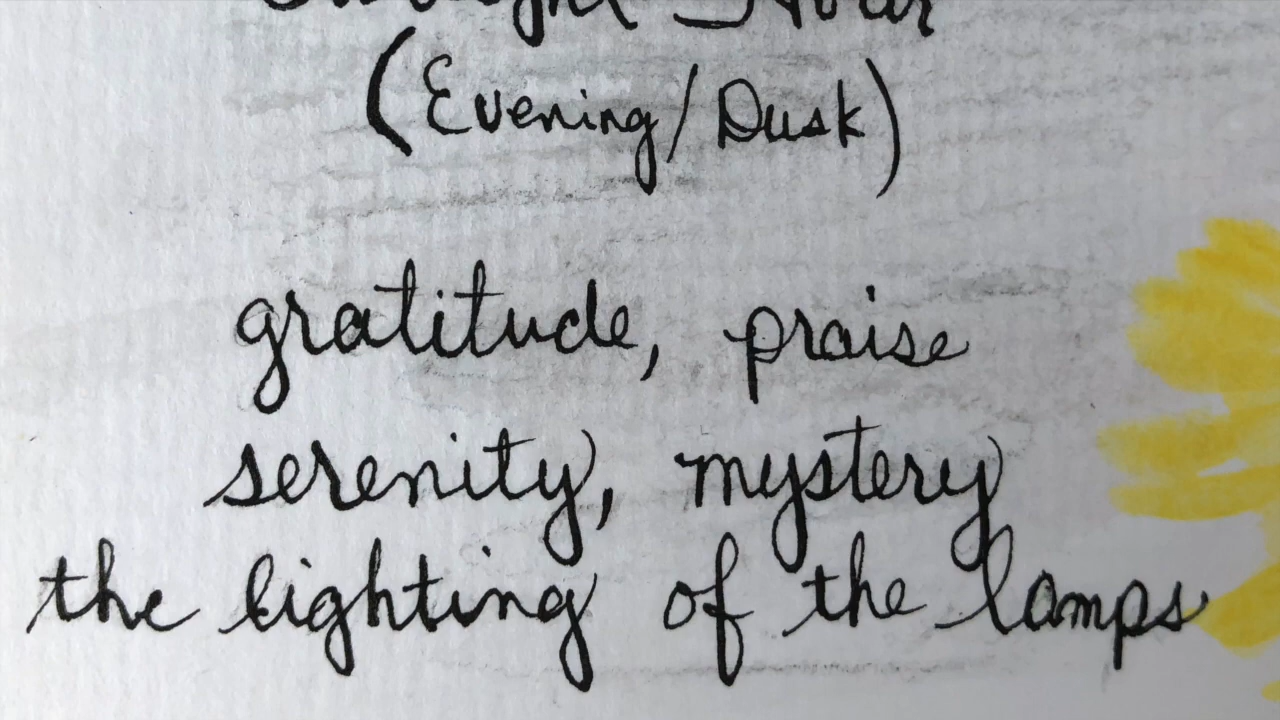 (Evening/Dusk)
gratitude, praise
serenity, mystery
the lighting of the lamps